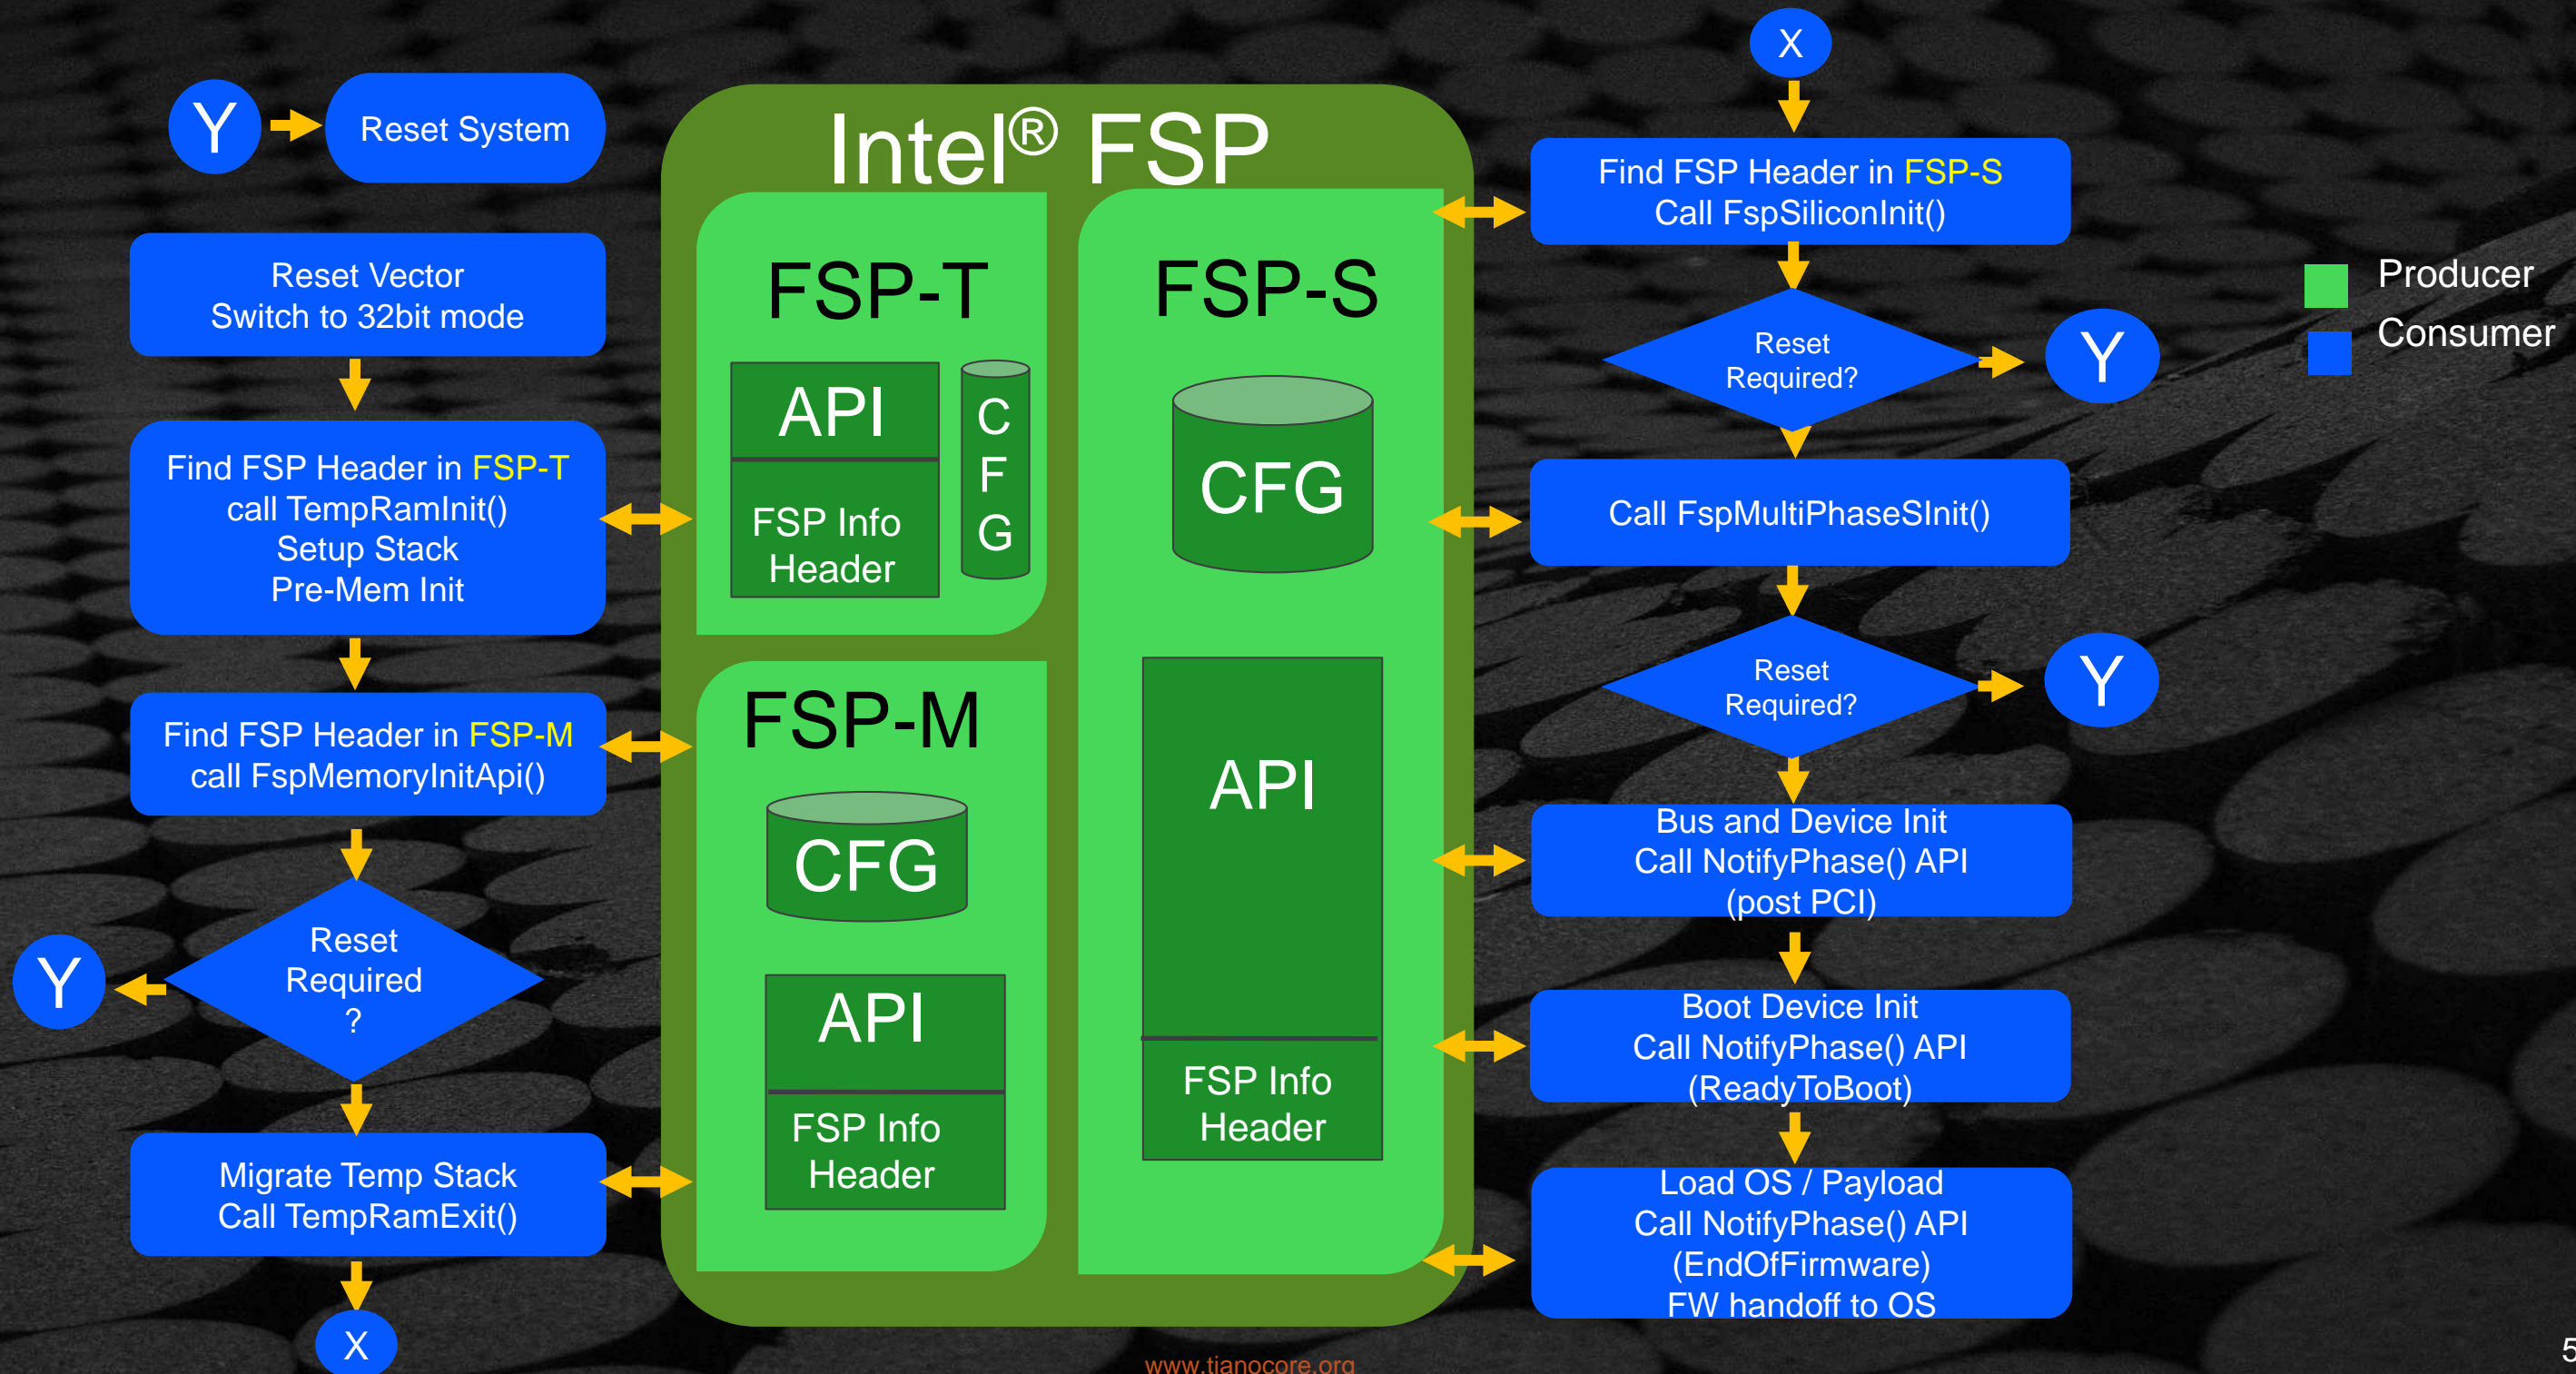 Y
Reset System
Reset Vector
Switch to 32bit mode
Find FSP Header in FSP-T
call TempRamInit()
Setup Stack
Pre-Mem Init
Find FSP Header in FSP-M
call FspMemoryInitApi()
Reset
Required
?
Y
Migrate Temp Stack
Call TempRamExit()
X
Intel® FSP
FSP-T
API
FSP Info
Header
C
F
G
FSP-M
CFG
API
FSP Info
Header
FSP-S
CFG
API
FSP Info
Header
X
Find FSP Header in FSP-S
Call FspSiliconInit()
Reset
Required?
Y
Call FspMultiPhaseSInit()
Reset
Required?
Y
Bus and Device Init
Call NotifyPhase() API
(post PCI)
Boot Device Init
Call NotifyPhase() API
(ReadyToBoot)
Load OS / Payload
Call NotifyPhase() API
(EndOfFirmware)
FW handoff to OS
Producer
Consumer
www.tianocore.org
5